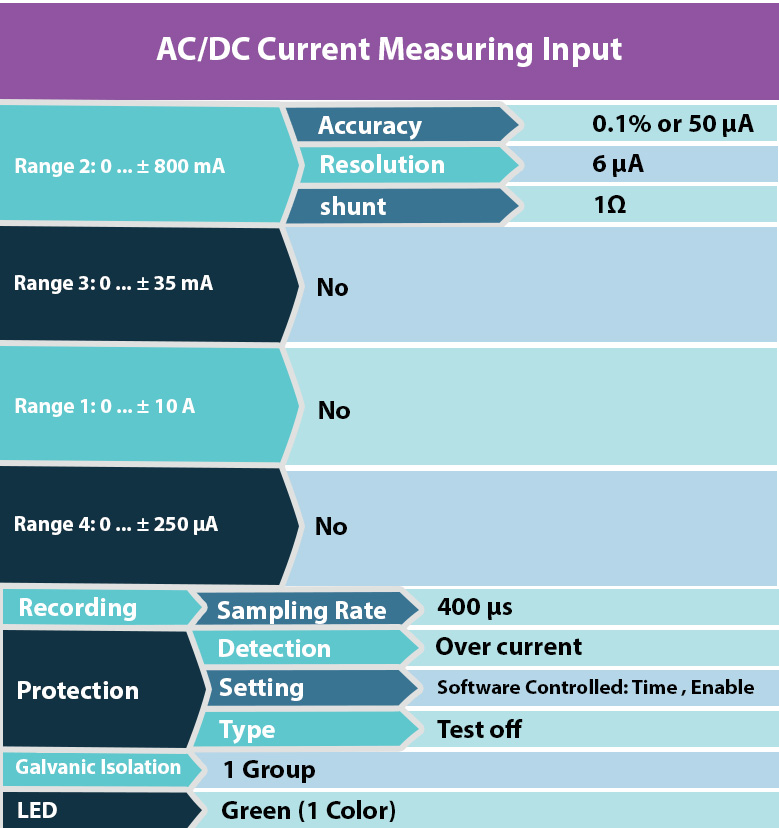 AC/DC Current Measuring Input
Range 2: 0 ... ± 800 mA
Accuracy
0.1% or 50 µA
Resolution
6 µA
shunt
1Ω
Range 3: 0 ... ± 35 mA
No
Range 1: 0 ... ± 10 A
No
Range 4: 0 ... ± 250 µA
No
Recording
Sampling Rate
400 µs
Protection
Detection
Over current
Setting
Software Controlled: Time , Enable
Type
Test off
Galvanic Isolation
1 Group
LED
Green (1 Color)